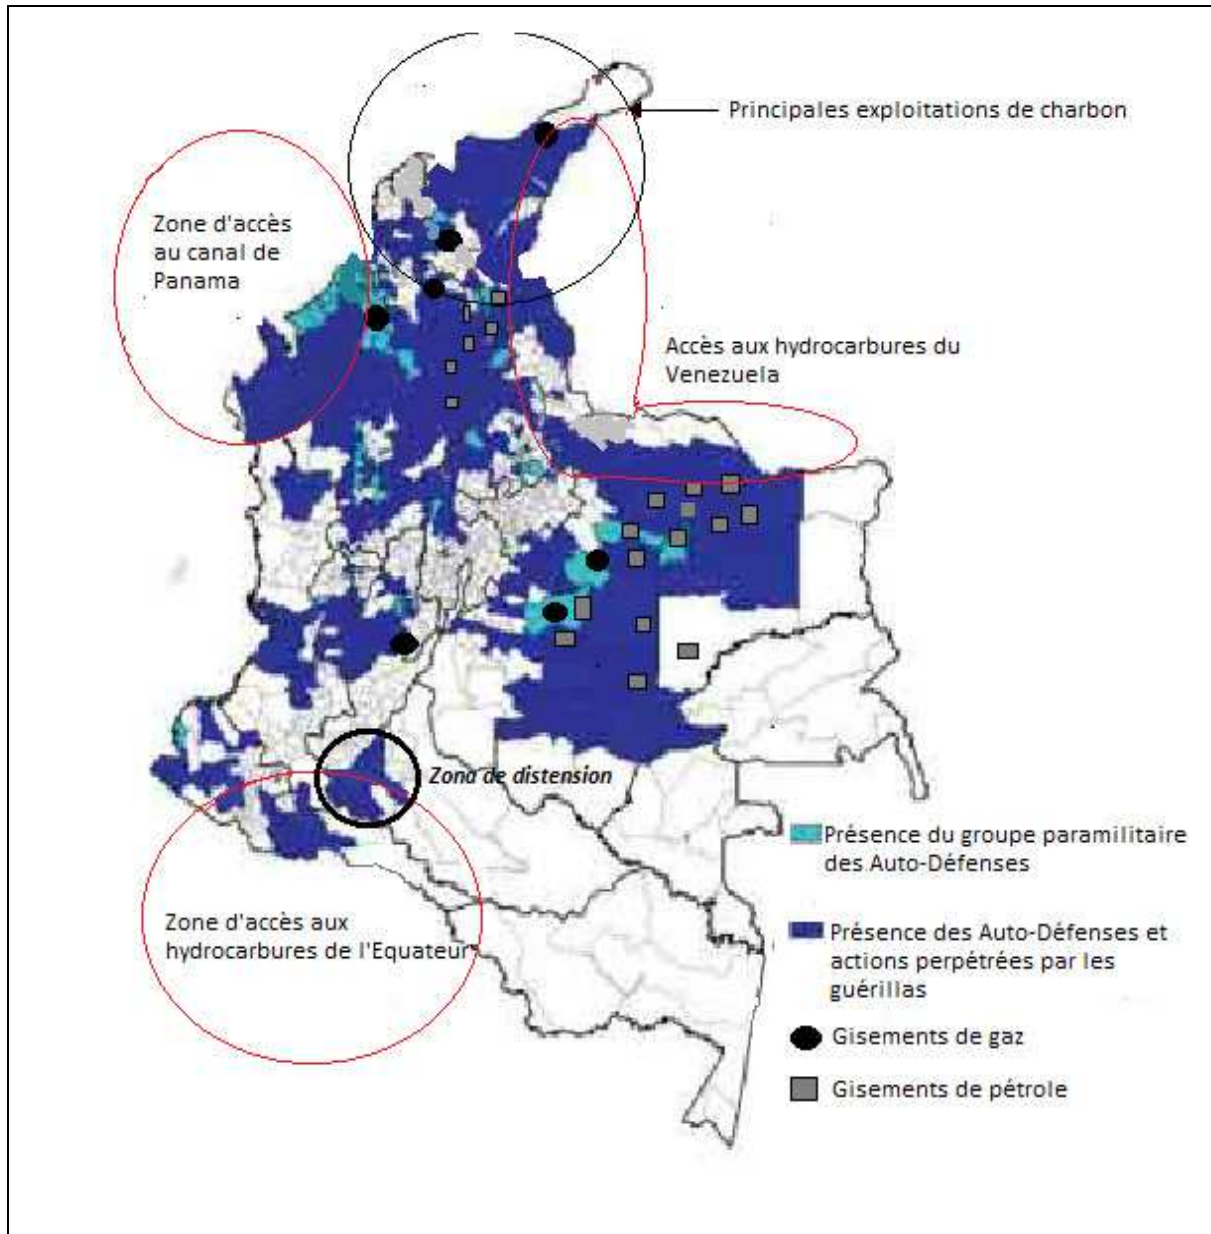 Principales exploitations de charbon
Zone d'accès
au canal de
Panama
Accès aux hydrocarbures du
Venezuela
Zona de distension
Présence du groupe paramilitaire
des Auto-Défenses
Zone d'accès aux
hydrocarbures de l'Equateur
Présence des Auto-Défenses et
actions perpétrées par les
guérillas
Gisements de gaz
Gisements de pétrole